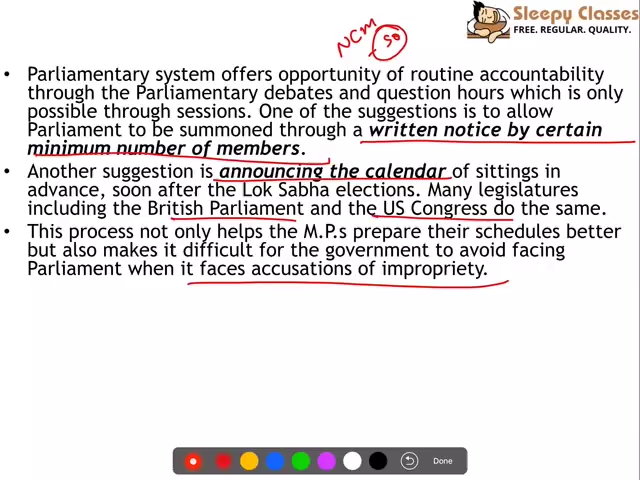 Sleepy Classes
FREE. REGULAR. QUALITY.
NCM
50
• Parliamentary system offers opportunity of routine accountability
through the Parliamentary debates and question hours which is only
possible through sessions. One of the suggestions is to allow
Parliament to be summoned through a written notice by certain
minimum number of members.
• Another suggestion is announcing the calendar of sittings in
advance, soon after the Lok Sabha elections. Many legislatures
including the British Parliament and the US Congress do the same.
• This process not only helps the M.P.s prepare their schedules better
but also makes it difficult for the government to avoid facing
Parliament when it faces accusations of impropriety.
Done